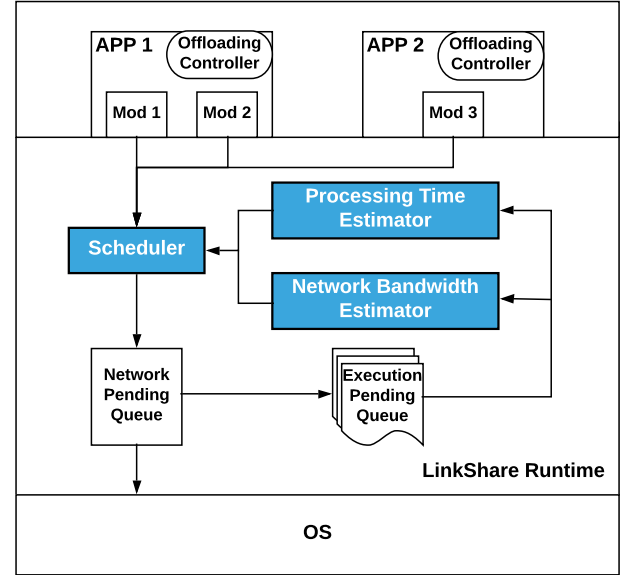 APP 1
Offloading
Controller
Mod 1
Mod 2
APP 2
Offloading
Controller
Mod 3
Processing Time
Estimator
Scheduler
Network Bandwidth
Estimator
Network
Pending
Queue
Execution
Pending
Queue
LinkShare Runtime
OS